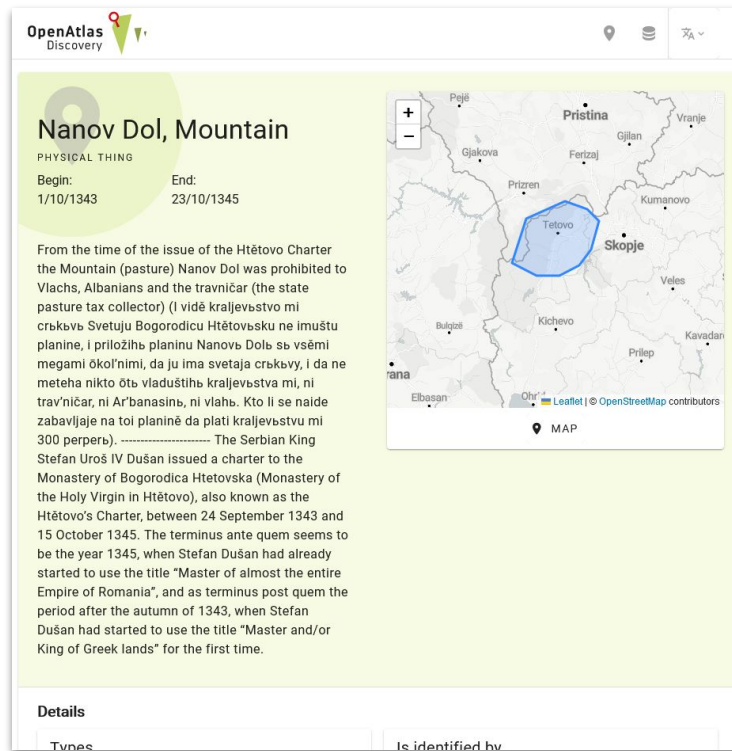 OpenAtlas
Discovery
Nanov Dol, Mountain
PHYSICAL THING
Begin: End:
1/10/1343 23/10/1345
From the time of the issue of the Htětovo Charter
the Mountain (pasture) Nanov Dol was prohibited to
Vlachs, Albanians and the travničar (the state
pasture tax collector) (I vidě kraljevьstvo mi
crьkьvь Svetuju Bogorodicu Htětovьsku ne imuštu
planine, i priložihь planinu Nanovь Dolь sь vsěmi
megami ōkol’nimi, da ju ima svetaja crьkьvy, i da ne
meteha nikto ōtь vladuštihь kraljevьstva mi, ni
trav’ničar, ni Ar’banasinь, ni vlahь. Kto li se naide
zabavljaje na toi planině da plati kraljevьstvu mi
300 perperь). ----------------------- The Serbian King
Stefan Uroš IV Dušan issued a charter to the
Monastery of Bogorodica Htetovska (Monastery of
the Holy Virgin in Htětovo), also known as the
Htětovo’s Charter, between 24 September 1343 and
15 October 1345. The terminus ante quem seems to
be the year 1345, when Stefan Dušan had already
started to use the title “Master of almost the entire
Empire of Romania”, and as terminus post quem the
period after the autumn of 1343, when Stefan
Dušan had started to use the title “Master and/or
King of Greek lands” for the first time.
+
−
Pejë
Pristina
Vranje
Gjilan
Gjakova
Ferizaj
Prizren
Kumanovo
Tetovo
Skopje
Veles
Bulqizë
Kichevo
Kavadar
Prilep
rana
Elbasan
Ohr
Leaflet | © OpenStreetMap contributors
MAP
Details
Types
Is identified by